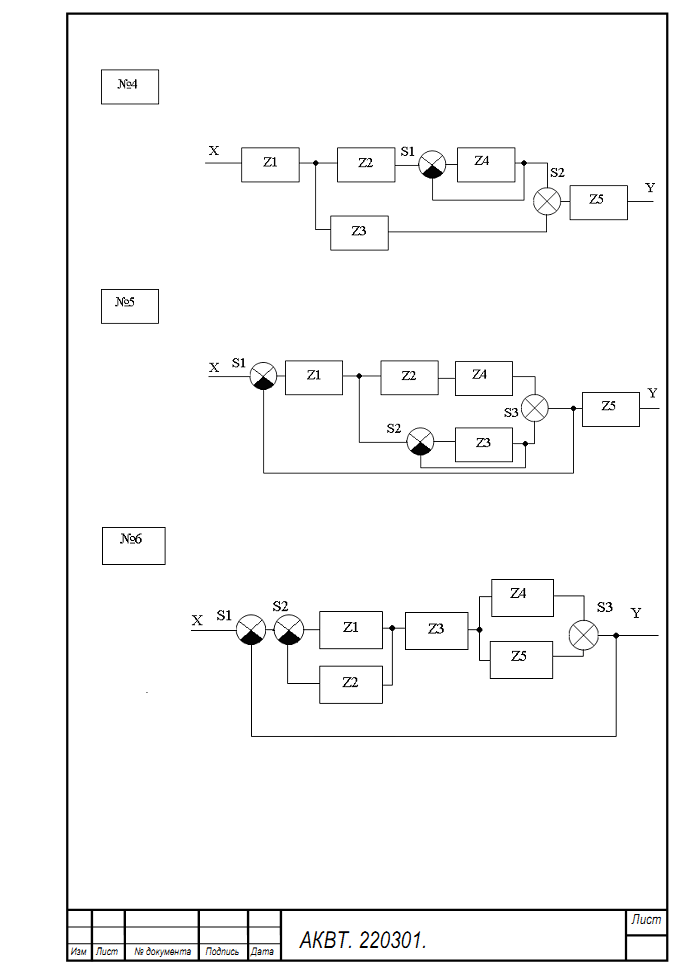 №4
X Z1 Z2 S1 Z4 S2 Z5 Y
Z3
№5
X S1 Z1 Z2 Z4 S3 Z5 Y
S2 Z3
№6
X S1 S2 Z1 Z3 Z4 S3 Y
Z2 Z5
Изм Лист № документа Подпись Дата
АКВТ. 220301.
Лист